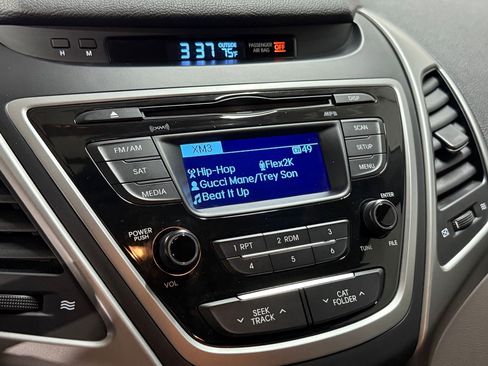 H M 3:37 OUTSIDE 75°F PASSENGER AIR BAG OFF
DISP
((XM)) MP3
FM/AM
SAT
MEDIA
XM3 49
Hip-Hop Flex2K
Gucci Mane/Trey Son
Beat It Up
SCAN
SETUP
MENU
POWER
PUSH
VOL
1 RPT 2 RDM 3
4 5 6
ENTER
TUNE FILE
SEEK
TRACK
CAT
FOLDER